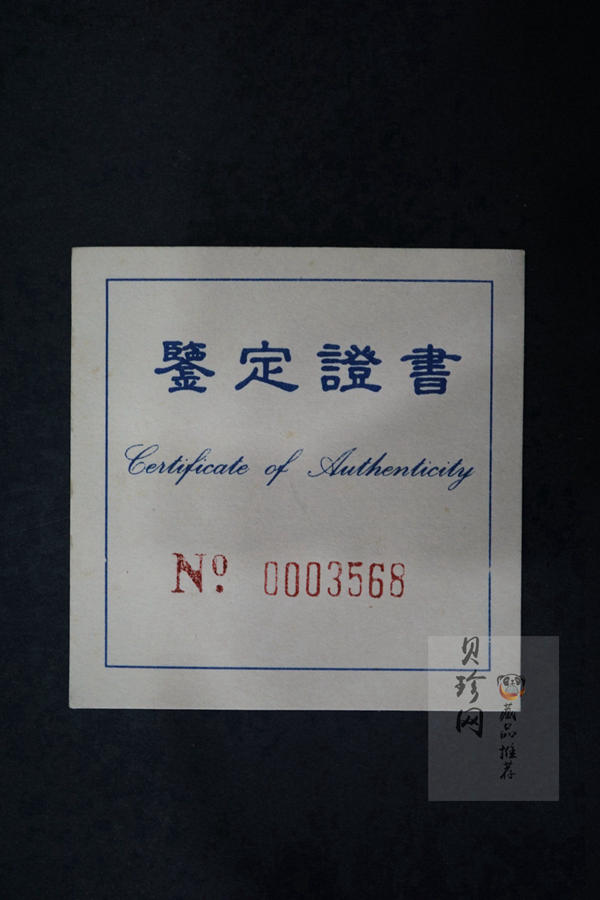 鑒定證書
Certificate of Authenticity
Nº 0003568
贝珍网
藏品推荐